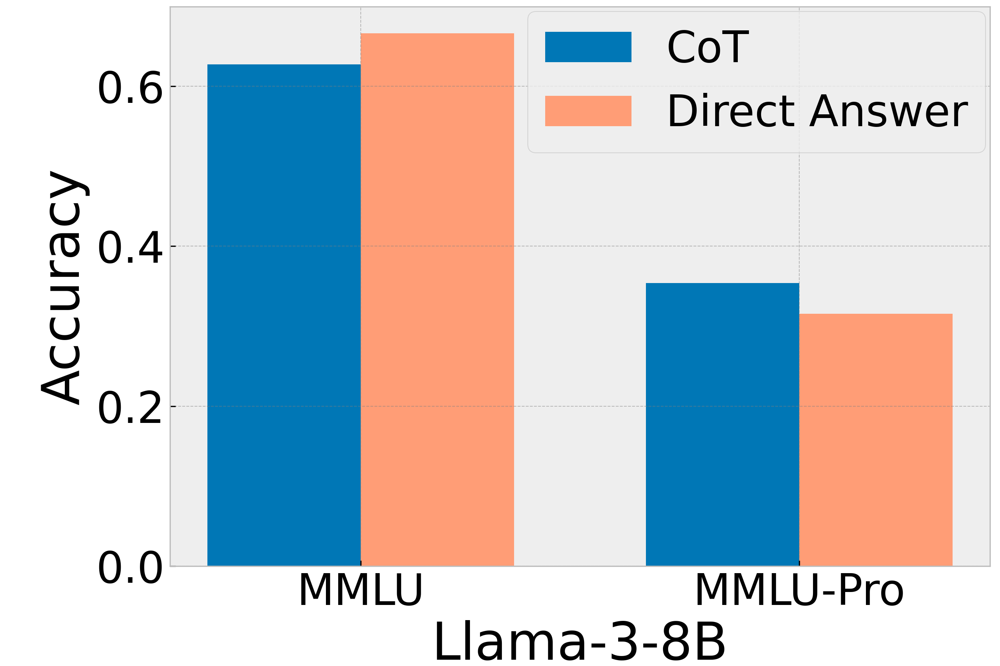 CoT
Direct Answer
Accuracy
0.6
0.4
0.2
0.0
MMLU
MMLU-Pro
Llama-3-8B